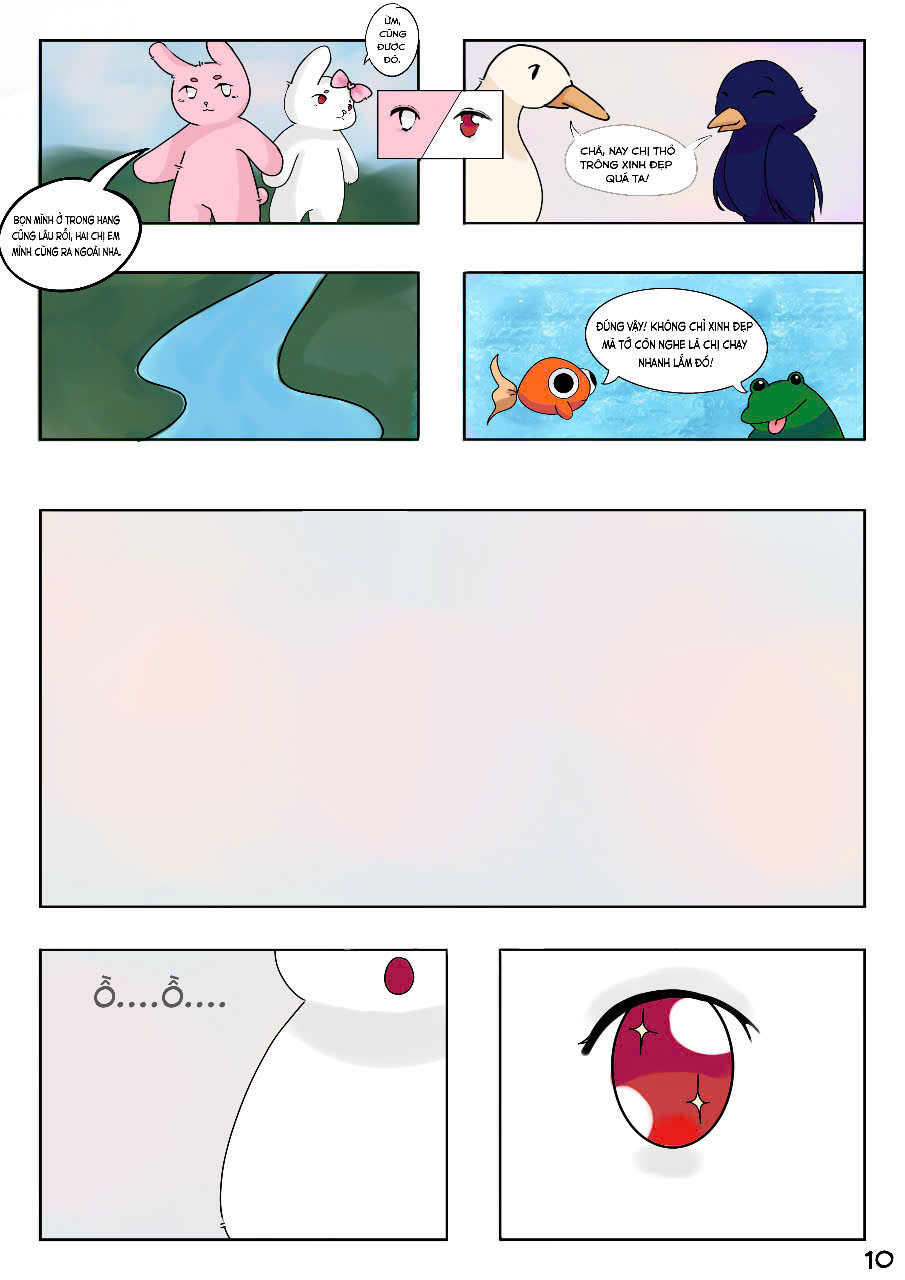 ỪM,
CŨNG
ĐƯỢC
ĐÓ.
BỌN MÌNH Ở TRONG HANG
CŨNG LÂU RỒI, HAI CHỊ EM
MÌNH CÙNG RA NGOÀI NHA.
CHÀ, NAY CHỊ THỎ
TRÔNG XINH ĐẸP
QUÁ TA!
ĐÚNG VẬY! KHÔNG CHỈ XINH ĐẸP
MÀ TỚ CÒN NGHE LÀ CHỊ CHẠY
NHANH LẮM ĐÓ!
Ồ....Ồ....
10